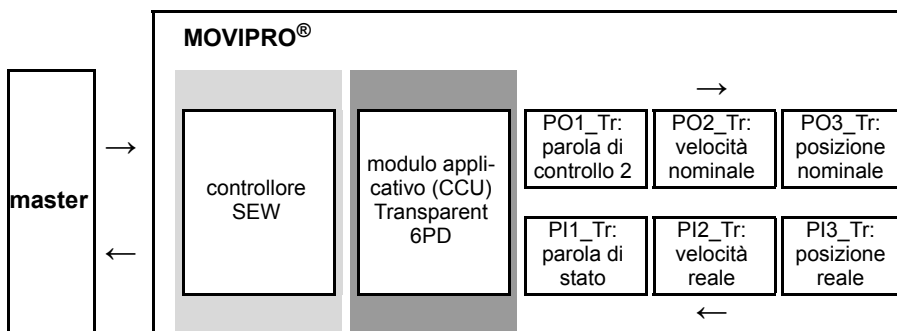 MOVIPRO®
→
master
→
←
controllore
SEW
modulo appli-
cativo (CCU)
Transparent
6PD
PO1_Tr:
parola di
controllo 2
PO2_Tr:
velocità
nominale
PO3_Tr:
posizione
nominale
PI1_Tr:
parola di
stato
PI2_Tr:
velocità
reale
PI3_Tr:
posizione
reale
←